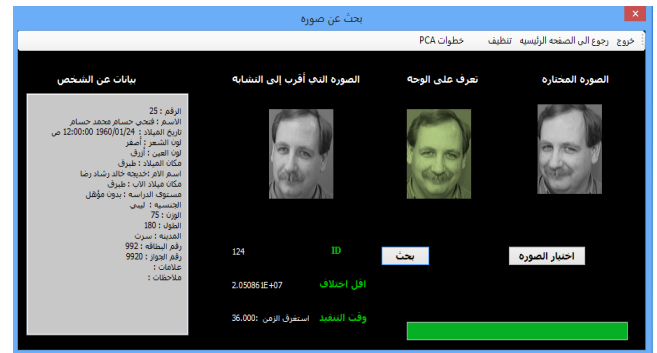 بحث عن صوره
خروج رجوع الى الصفحه الرئيسيه تنظيف خطوات PCA
الصوره المختاره
تعرف على الوجه
الصوره التي أقرب إلى التشابه
بيانات عن الشخص
الرقم : 25
الاسم : فتحي حسام محمد حسام
تاريخ الميلاد : 1960/01/24 12:00:00 ص
لون الشعر : أصفر
لون العين : أزرق
مكان الميلاد : طبرق
اسم الام :خديجه خالد رشاد رضا
مكان ميلاد الاب : طبرق
مستوى الدراسه : بدون مؤهل
الجنسيه : ليبي
الوزن : 75
الطول : 180
المدينه : سرت
رقم البطاقه : 992
رقم الجواز : 9920
علامات :
ملاحظات :
اختيار الصوره
بحث
ID 124
اقل اختلاف 2.050861E+07
وقت التنفيذ استغرق الزمن :36.000